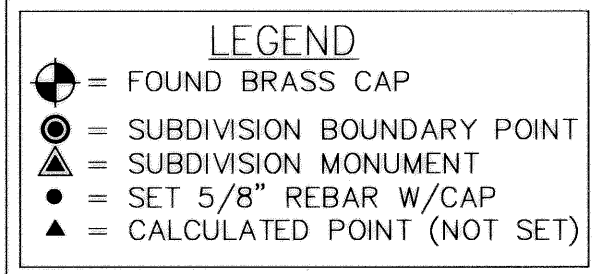 LEGEND
= FOUND BRASS CAP
= SUBDIVISION BOUNDARY POINT
= SUBDIVISION MONUMENT
= SET 5/8" REBAR W/CAP
= CALCULATED POINT (NOT SET)